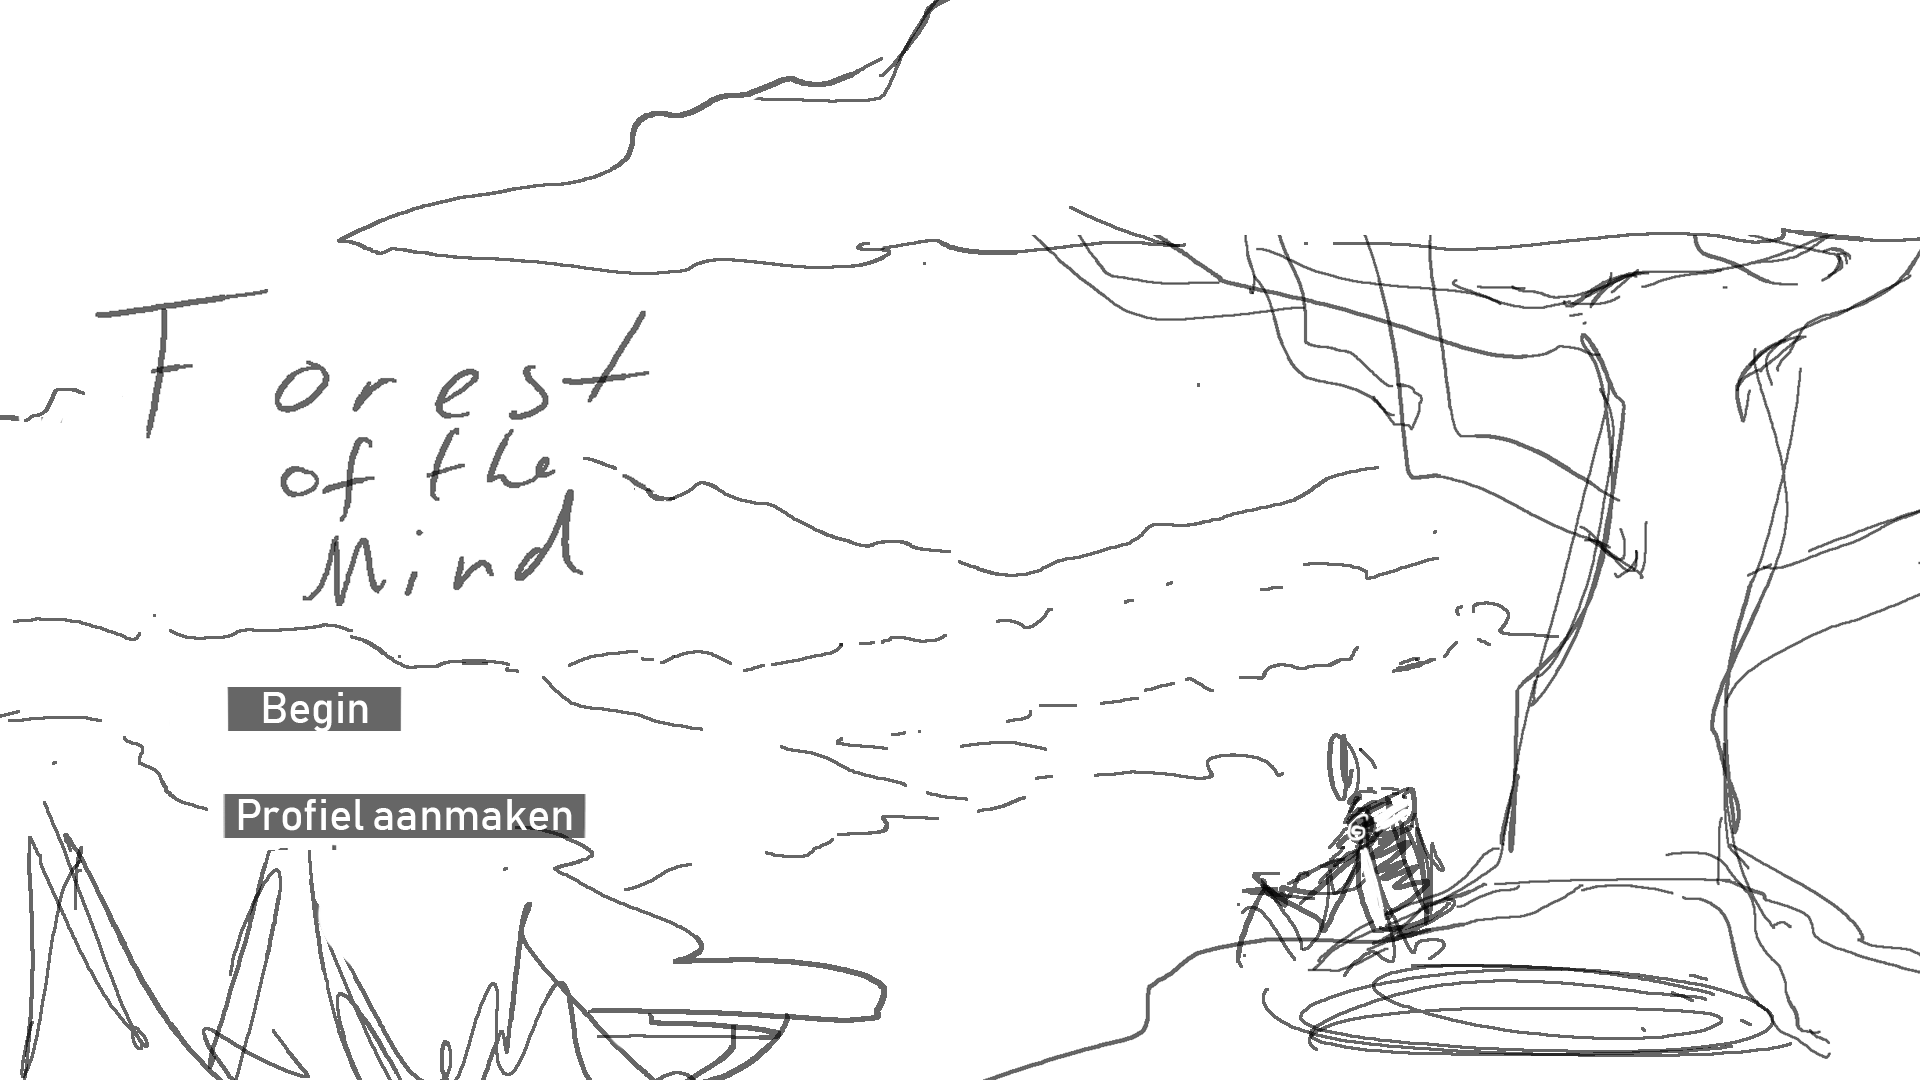 Forest
of the
Mind
Begin
Profiel aanmaken